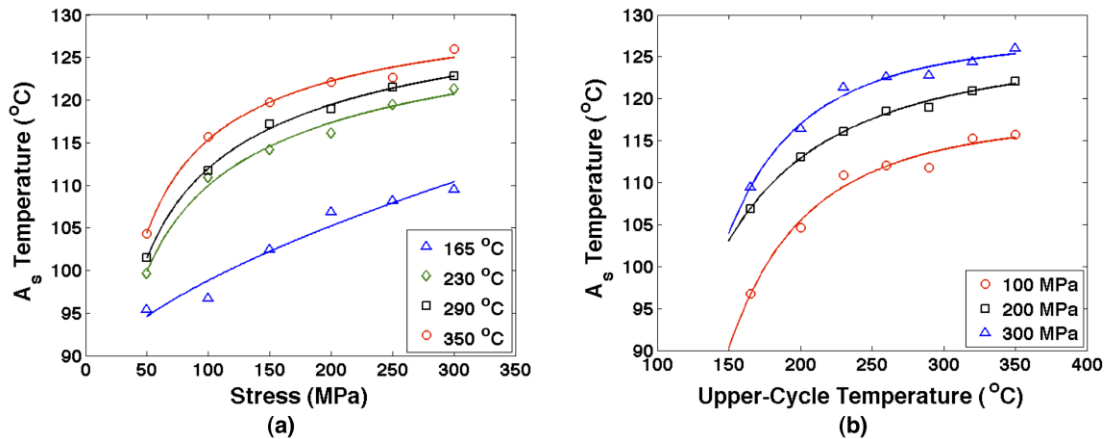 (a)
130
125
120
115
110
105
100
95
90
A_s Temperature (°C)
0 50 100 150 200 250 300 350
Stress (MPa)
165 °C
230 °C
290 °C
350 °C
(a)
(b)
130
125
120
115
110
105
100
95
90
A_s Temperature (°C)
100 150 200 250 300 350 400
Upper-Cycle Temperature (°C)
100 MPa
200 MPa
300 MPa
(b)